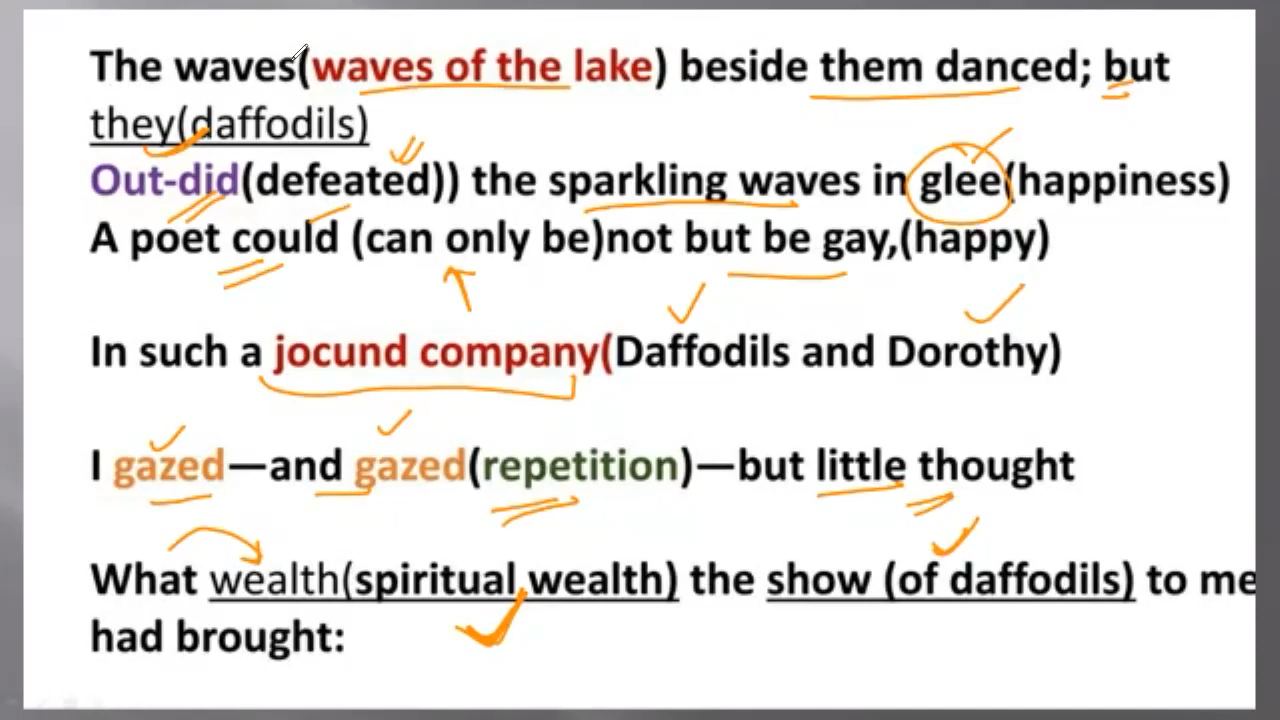 The waves(waves of the lake) beside them danced; but
they(daffodils)
Out-did(defeated)) the sparkling waves in glee(happiness)
A poet could (can only be)not but be gay,(happy)
In such a jocund company(Daffodils and Dorothy)
I gazed—and gazed(repetition)—but little thought
What wealth(spiritual wealth) the show (of daffodils) to me
had brought: